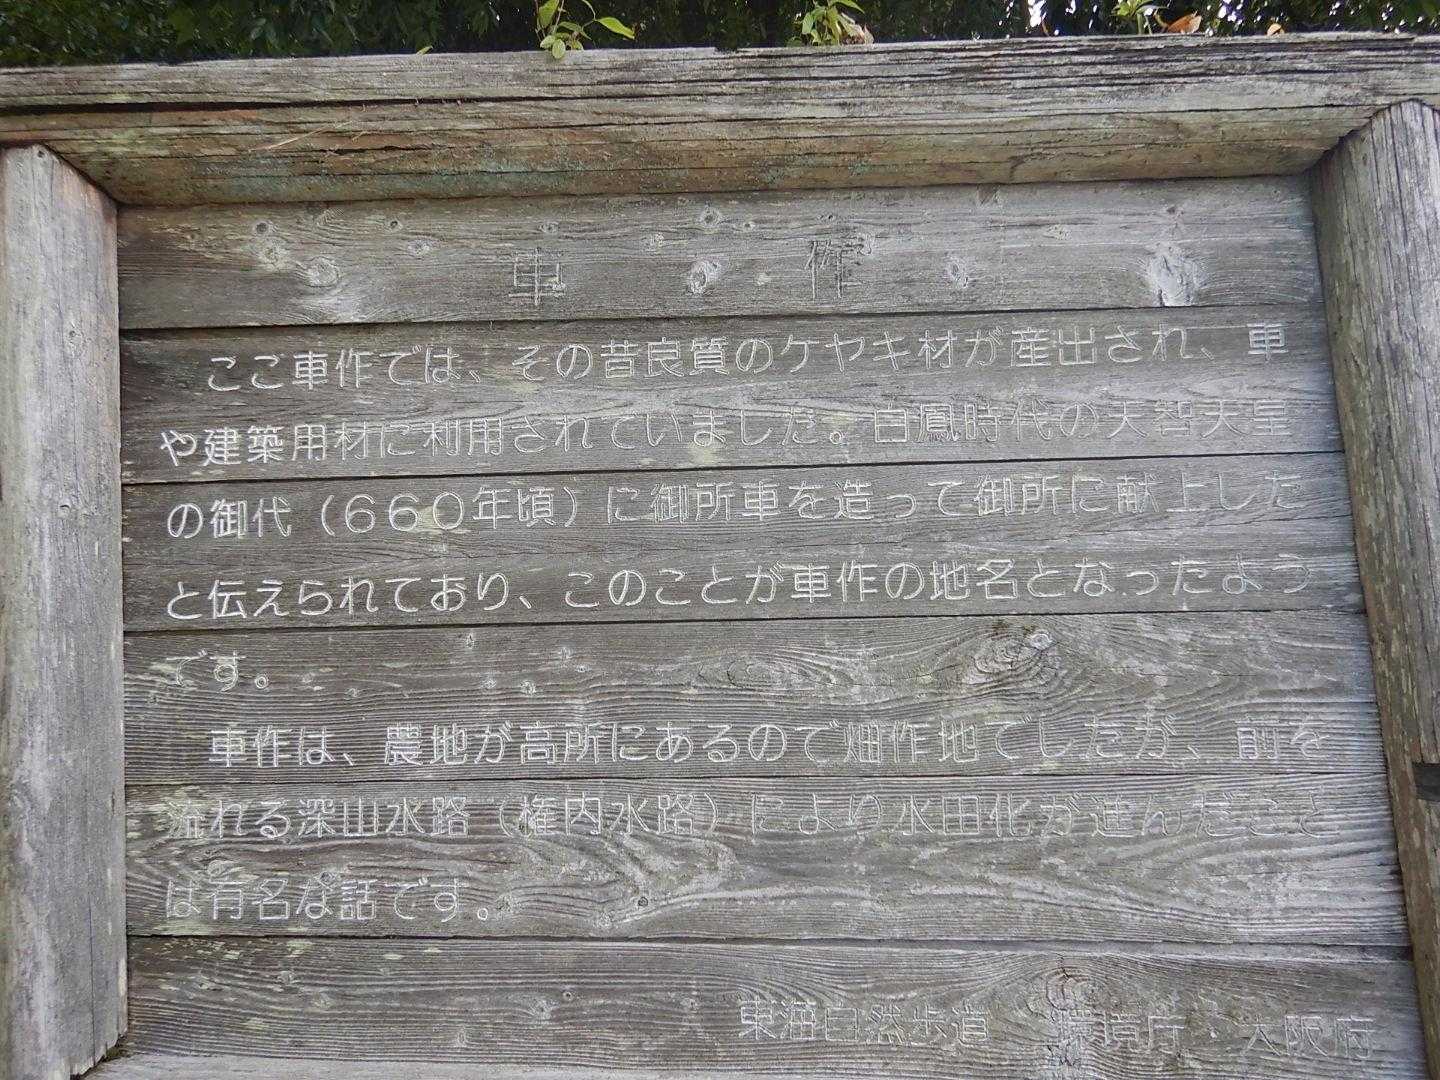 車作
ここ車作では、その昔良質のケヤキ材が産出され、車
や建築用材に利用されていました。白鳳時代の天智天皇
の御代（６６０年頃）に御所車を造って御所に献上した
と伝えられており、このことが車作の地名となったよう
です。
車作は、農地が高所にあるので畑作地でしたが、前を
流れる深山水路（権内水路）により水田化が進んだこと
は有名な話です。
東海自然歩道　環境庁・大阪府